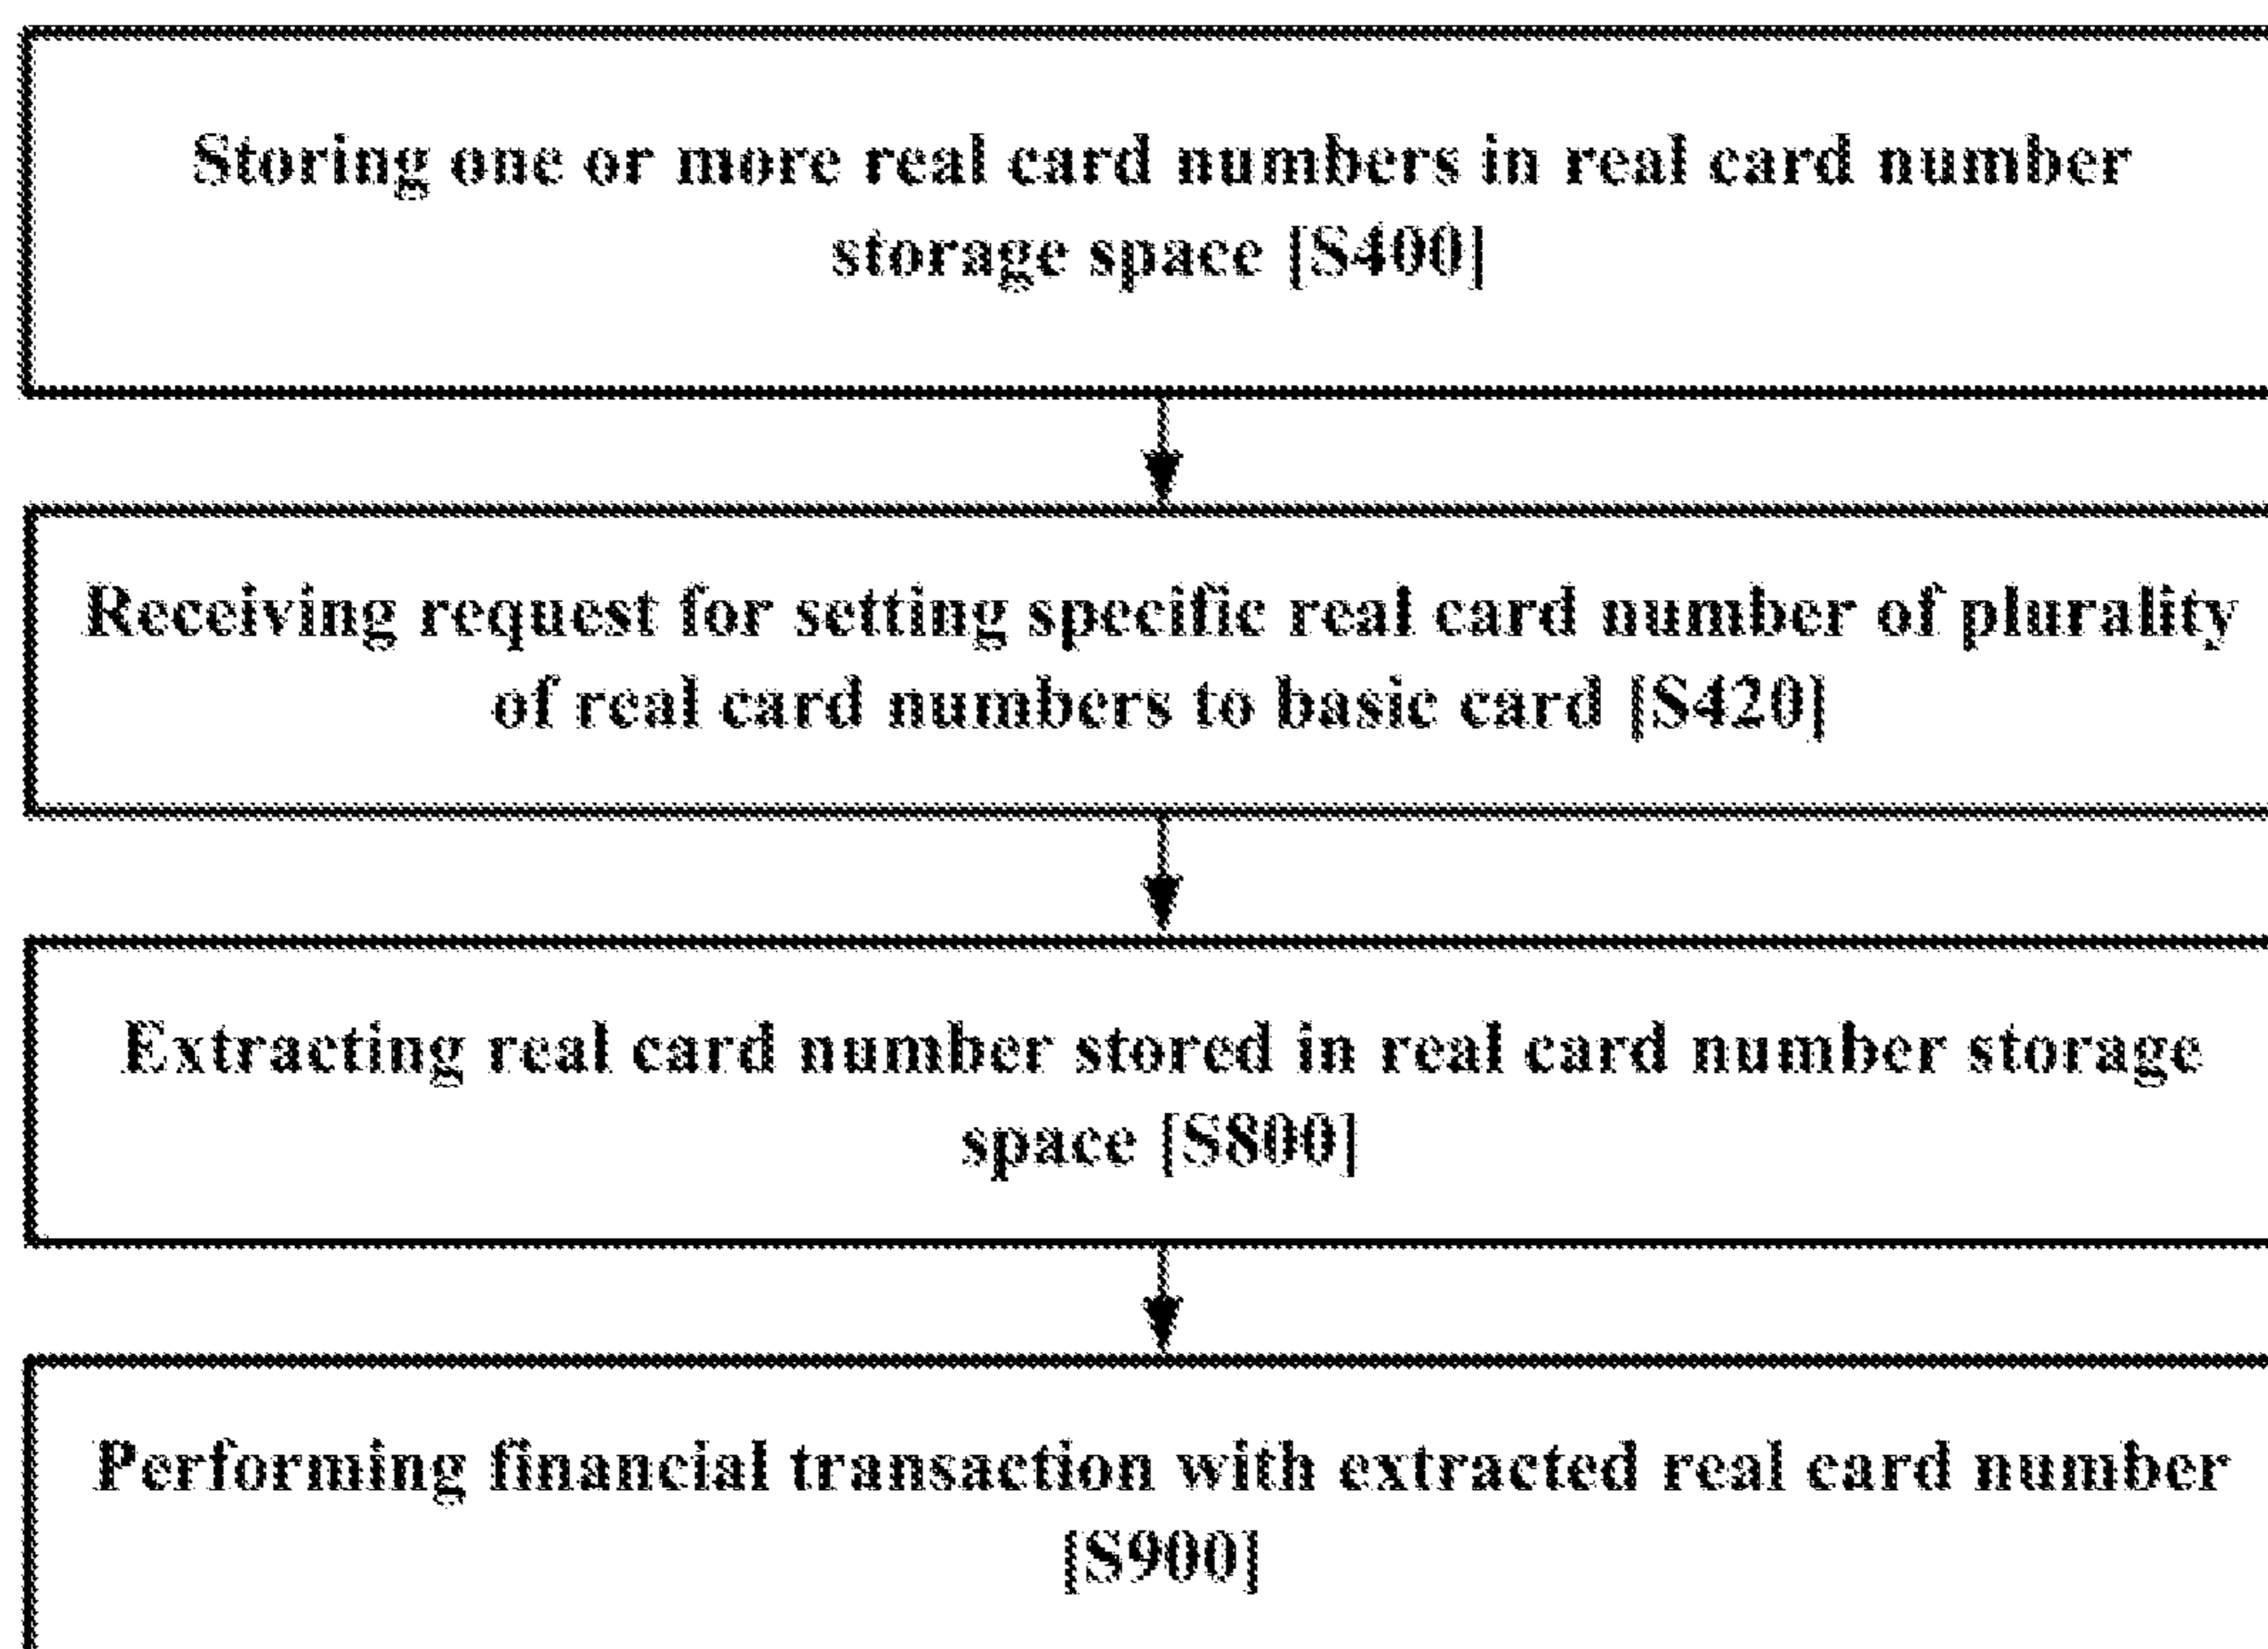 Storing one or more real card numbers in real card number
storage space [S400]
Receiving request for setting specific real card number of plurality
of real card numbers to basic card [S420]
Extracting real card number stored in real card number storage
space [S800]
Performing financial transaction with extracted real card number
[S900]